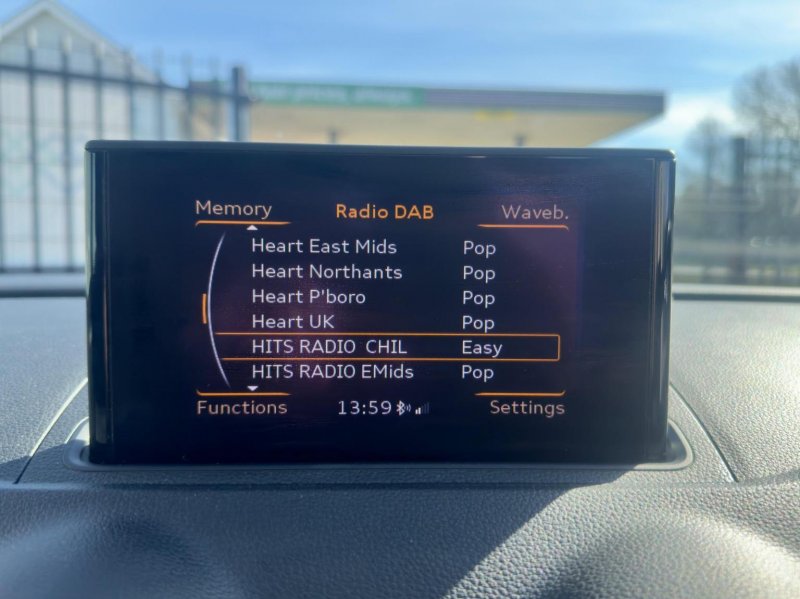 Memory Radio DAB Waveb.
Heart East Mids Pop
Heart Northants Pop
Heart P'boro Pop
Heart UK Pop
HITS RADIO CHIL Easy
HITS RADIO EMids Pop
Functions 13:59 Settings